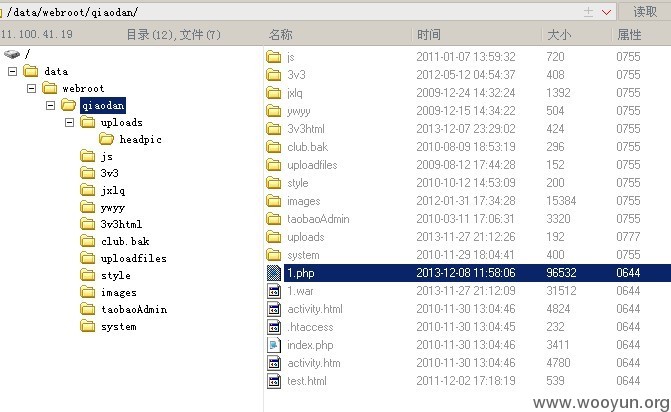 /data/webroot/qiaodan/ 读取
11.100.41.19 目录(12),文件(7) 名称 时间 大小 属性
/
data
webroot
qiaodan
uploads
headpic
js
3v3
jxlq
ywyy
3v3html
club.bak
uploadfiles
style
images
taobaoAdmin
system
js 2011-01-07 13:59:32 720 0755
3v3 2012-05-12 04:54:37 408 0755
jxlq 2009-12-24 14:32:24 1392 0755
ywyy 2009-12-15 14:34:22 504 0755
3v3html 2013-12-07 23:29:02 424 0755
club.bak 2010-08-09 18:53:19 296 0755
uploadfiles 2009-08-12 17:44:28 152 0755
style 2010-10-12 14:53:09 200 0755
images 2012-01-31 17:34:28 15384 0755
taobaoAdmin 2010-03-11 17:06:31 3320 0755
uploads 2013-11-27 21:12:26 192 0777
system 2010-11-29 18:04:41 400 0755
1.php 2013-12-08 11:58:06 96532 0644
1.war 2013-11-27 21:12:09 31512 0644
activity.html 2010-11-30 13:04:46 4824 0644
.htaccess 2010-11-30 13:04:45 232 0644
index.php 2010-11-30 13:04:46 3411 0644
activity.htm 2010-11-30 13:04:46 4780 0644
test.html 2011-12-02 17:18:19 539 0644
www.wooyun.org